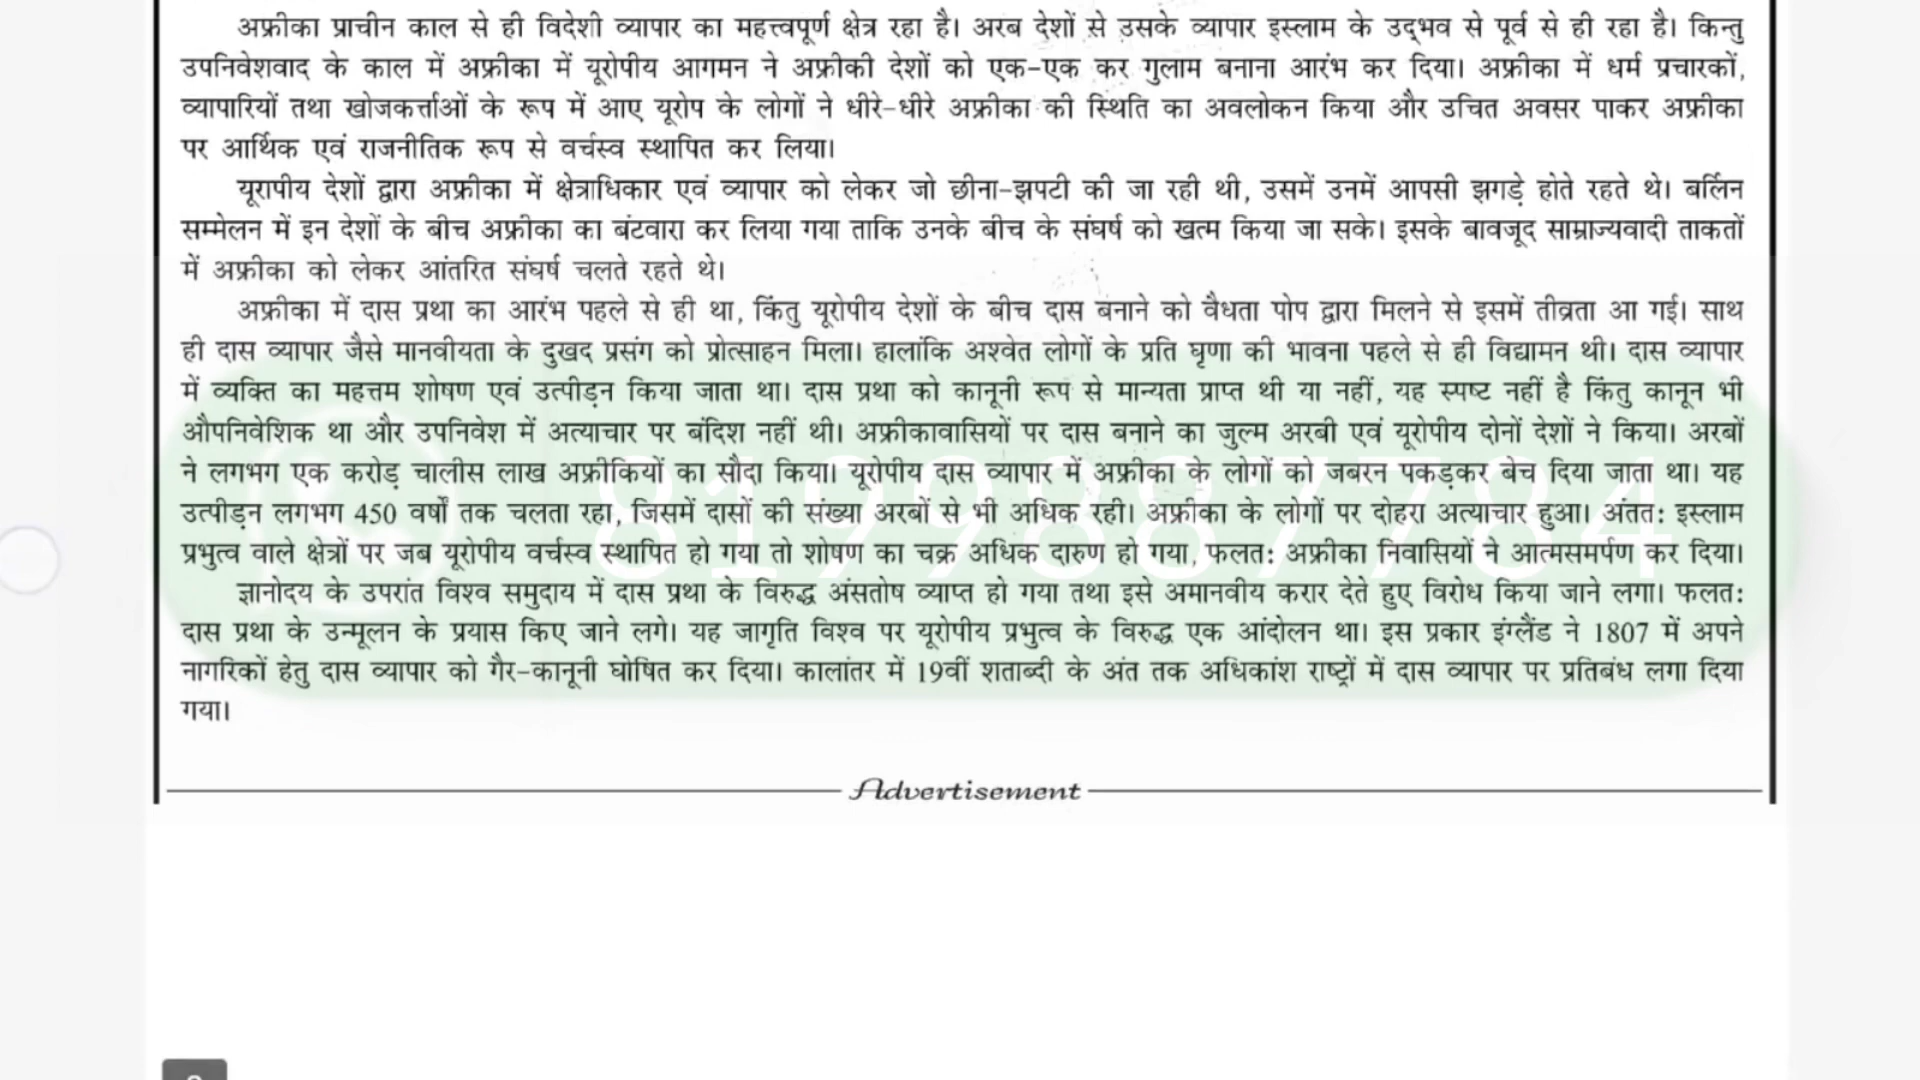 अफ्रीका प्राचीन काल से ही विदेशी व्यापार का महत्त्वपूर्ण क्षेत्र रहा है। अरब देशों से उसके व्यापार इस्लाम के उद्भव से पूर्व से ही रहा है। किन्तु
उपनिवेशवाद के काल में अफ्रीका में यूरोपीय आगमन ने अफ्रीकी देशों को एक-एक कर गुलाम बनाना आरंभ कर दिया। अफ्रीका में धर्म प्रचारकों,
व्यापारियों तथा खोजकर्त्ताओं के रूप में आए यूरोप के लोगों ने धीरे-धीरे अफ्रीका की स्थिति का अवलोकन किया और उचित अवसर पाकर अफ्रीका
पर आर्थिक एवं राजनीतिक रूप से वर्चस्व स्थापित कर लिया।
यूरापीय देशों द्वारा अफ्रीका में क्षेत्राधिकार एवं व्यापार को लेकर जो छीना-झपटी की जा रही थी, उसमें उनमें आपसी झगड़े होते रहते थे। बर्लिन
सम्मेलन में इन देशों के बीच अफ्रीका का बंटवारा कर लिया गया ताकि उनके बीच के संघर्ष को खत्म किया जा सके। इसके बावजूद साम्राज्यवादी ताकतों
में अफ्रीका को लेकर आंतरित संघर्ष चलते रहते थे।
अफ्रीका में दास प्रथा का आरंभ पहले से ही था, किंतु यूरोपीय देशों के बीच दास बनाने को वैधता पोप द्वारा मिलने से इसमें तीव्रता आ गई। साथ
ही दास व्यापार जैसे मानवीयता के दुखद प्रसंग को प्रोत्साहन मिला। हालांकि अश्वेत लोगों के प्रति घृणा की भावना पहले से ही विद्यामन थी। दास व्यापार
में व्यक्ति का महत्तम शोषण एवं उत्पीड़न किया जाता था। दास प्रथा को कानूनी रूप से मान्यता प्राप्त थी या नहीं, यह स्पष्ट नहीं है किंतु कानून भी
औपनिवेशिक था और उपनिवेश में अत्याचार पर बंदिश नहीं थी। अफ्रीकावासियों पर दास बनाने का जुल्म अरबी एवं यूरोपीय दोनों देशों ने किया। अरबों
ने लगभग एक करोड़ चालीस लाख अफ्रीकियों का सौदा किया। यूरोपीय दास व्यापार में अफ्रीका के लोगों को जबरन पकड़कर बेच दिया जाता था। यह
उत्पीड़न लगभग 450 वर्षों तक चलता रहा, जिसमें दासों की संख्या अरबों से भी अधिक रही। अफ्रीका के लोगों पर दोहरा अत्याचार हुआ। अंततः इस्लाम
प्रभुत्व वाले क्षेत्रों पर जब यूरोपीय वर्चस्व स्थापित हो गया तो शोषण का चक्र अधिक दारुण हो गया, फलतः अफ्रीका निवासियों ने आत्मसमर्पण कर दिया।
8199887784
ज्ञानोदय के उपरांत विश्व समुदाय में दास प्रथा के विरुद्ध अंसतोष व्याप्त हो गया तथा इसे अमानवीय करार देते हुए विरोध किया जाने लगा। फलतः
दास प्रथा के उन्मूलन के प्रयास किए जाने लगे। यह जागृति विश्व पर यूरोपीय प्रभुत्व के विरुद्ध एक आंदोलन था। इस प्रकार इंग्लैंड ने 1807 में अपने
नागरिकों हेतु दास व्यापार को गैर-कानूनी घोषित कर दिया। कालांतर में 19वीं शताब्दी के अंत तक अधिकांश राष्ट्रों में दास व्यापार पर प्रतिबंध लगा दिया
गया।
Advertisement